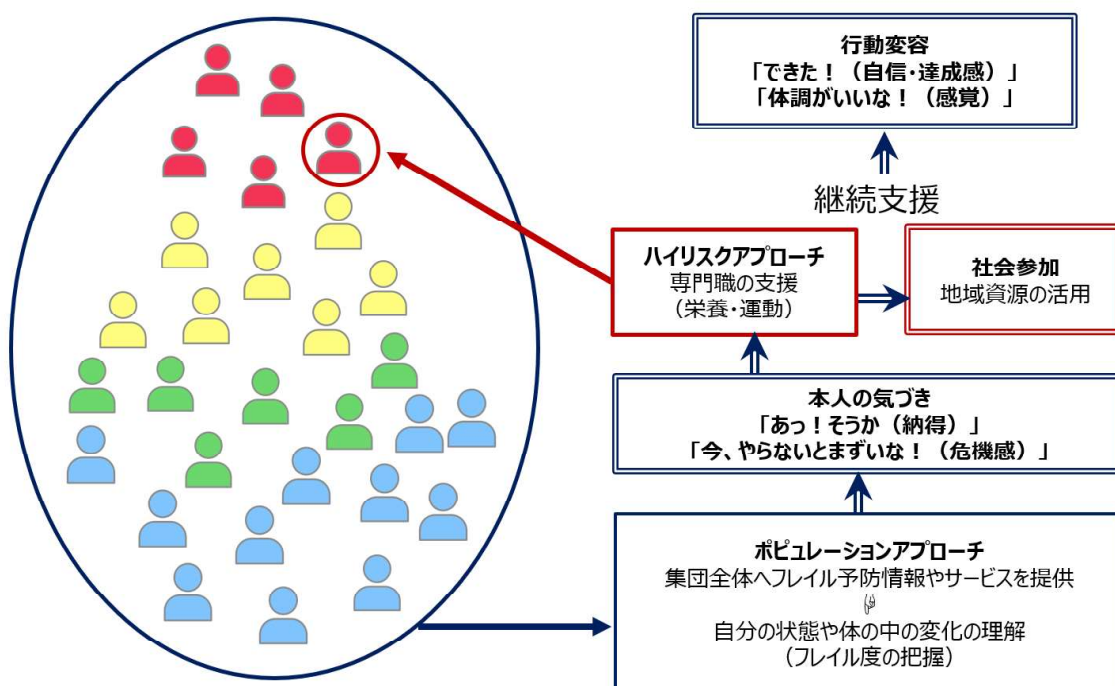 行動変容
「できた！（自信・達成感）」
「体調がいいな！（感覚）」
継続支援
ハイリスクアプローチ
専門職の支援
（栄養・運動）
社会参加
地域資源の活用
本人の気づき
「あっ！そうか（納得）」
「今、やらないとまずいな！（危機感）」
ポピュレーションアプローチ
集団全体へフレイル予防情報やサービスを提供
自分の状態や体の中の変化の理解
（フレイル度の把握）